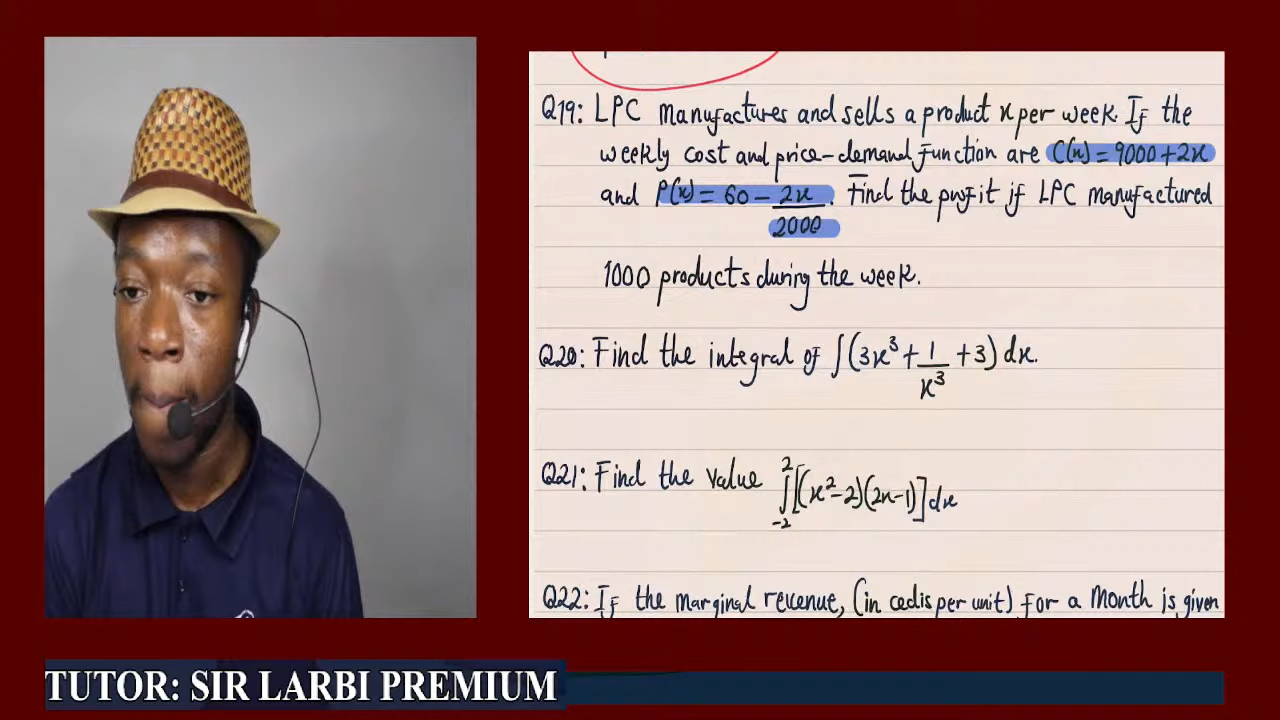 Q19: LPC manufactures and sells a product x per week. If the
weekly cost and price-demand function are C(x) = 9000 + 2x
and P(x) = 60 - 2x/2000. Find the profit if LPC manufactured
1000 products during the week.
Q20: Find the integral of ∫(3x³ + 1/x³ + 3) dx.
Q21: Find the value ∫₋₂² [(x²-2)(2x-1)] dx
Q22: If the marginal revenue, (in cedis per unit) for a month is given
TUTOR: SIR LARBI PREMIUM